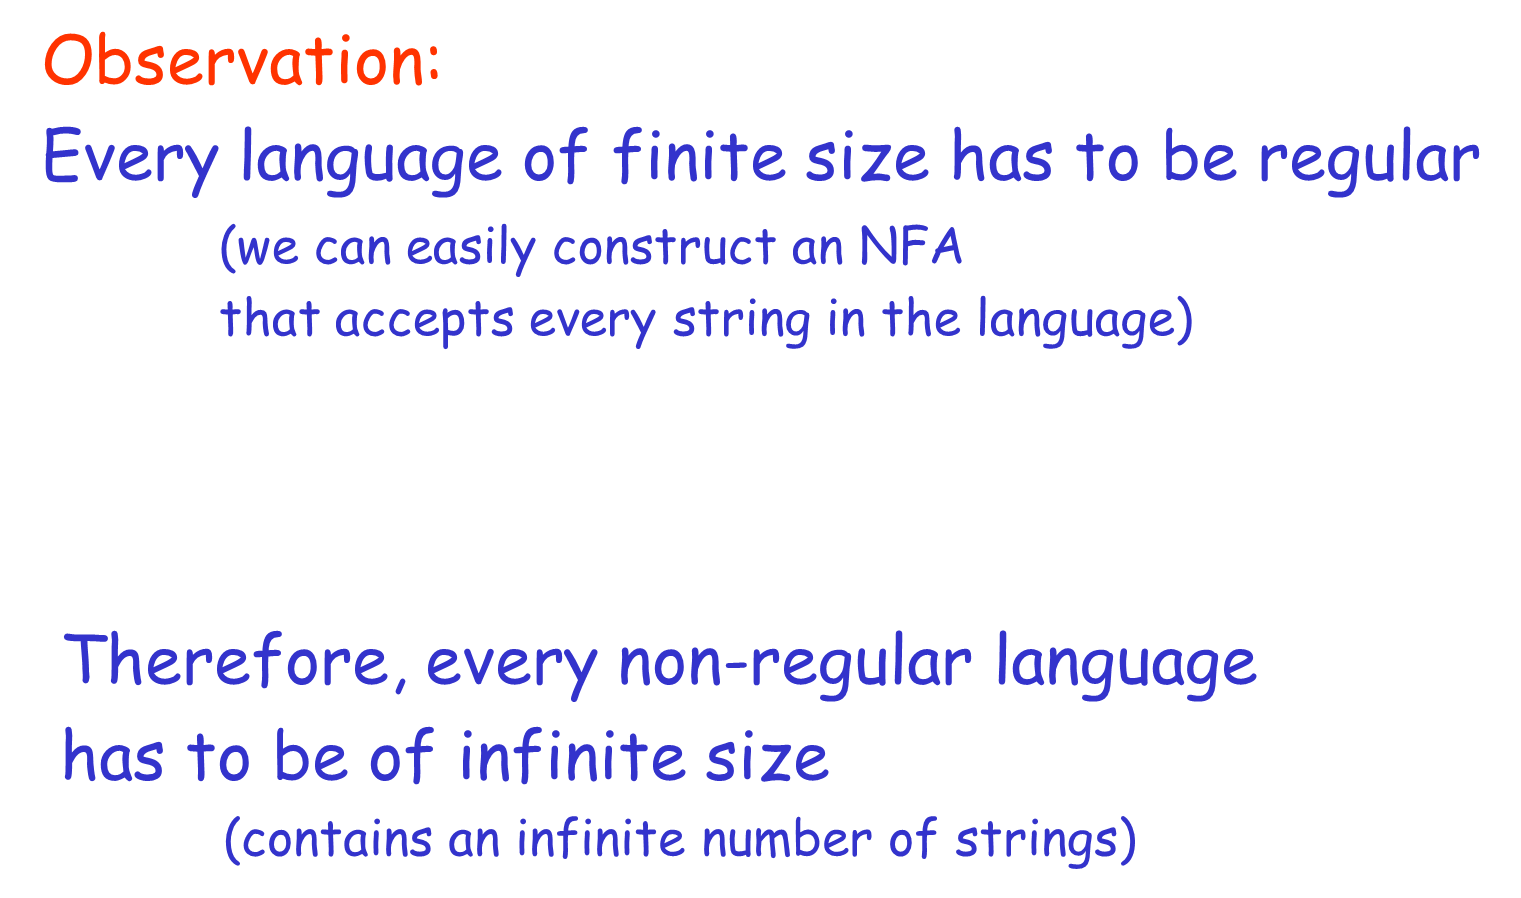 Observation:
Every language of finite size has to be regular
(we can easily construct an NFA
that accepts every string in the language)
Therefore, every non-regular language
has to be of infinite size
(contains an infinite number of strings)